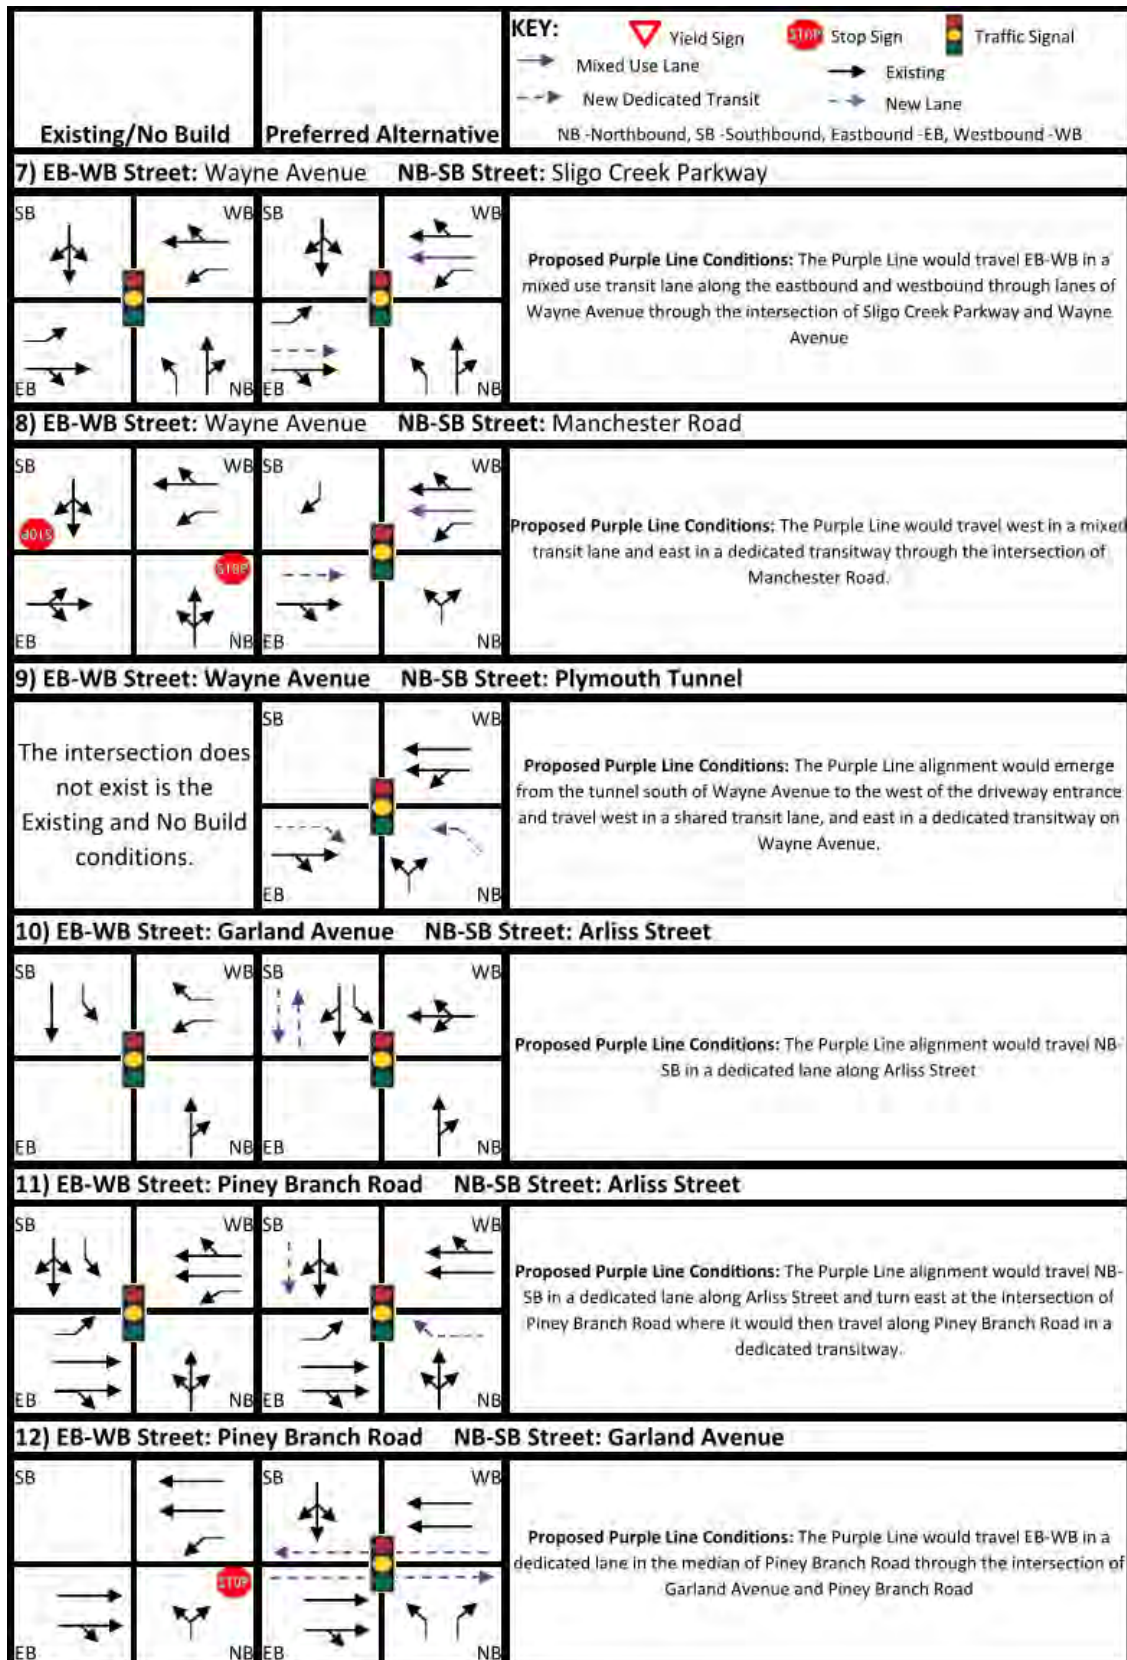 KEY:
Yield Sign
STOP
Stop Sign
Traffic Signal
Mixed Use Lane
Existing
New Dedicated Transit
New Lane
Existing/No Build
Preferred Alternative
NB -Northbound, SB -Southbound, Eastbound -EB, Westbound -WB
7) EB-WB Street: Wayne Avenue NB-SB Street: Sligo Creek Parkway
SB
WB
SB
WB
EB
NB
EB
NB
Proposed Purple Line Conditions: The Purple Line would travel EB-WB in a
mixed use transit lane along the eastbound and westbound through lanes of
Wayne Avenue through the intersection of Sligo Creek Parkway and Wayne
Avenue
8) EB-WB Street: Wayne Avenue NB-SB Street: Manchester Road
SB
WB
SB
WB
STOP
STOP
EB
NB
EB
NB
Proposed Purple Line Conditions: The Purple Line would travel west in a mixed
transit lane and east in a dedicated transitway through the intersection of
Manchester Road.
9) EB-WB Street: Wayne Avenue NB-SB Street: Plymouth Tunnel
The intersection does
not exist is the
Existing and No Build
conditions.
SB
WB
EB
NB
Proposed Purple Line Conditions: The Purple Line alignment would emerge
from the tunnel south of Wayne Avenue to the west of the driveway entrance
and travel west in a shared transit lane, and east in a dedicated transitway on
Wayne Avenue.
10) EB-WB Street: Garland Avenue NB-SB Street: Arliss Street
SB
WB
SB
WB
EB
NB
EB
NB
Proposed Purple Line Conditions: The Purple Line alignment would travel NB-
SB in a dedicated lane along Arliss Street
11) EB-WB Street: Piney Branch Road NB-SB Street: Arliss Street
SB
WB
SB
WB
EB
NB
EB
NB
Proposed Purple Line Conditions: The Purple Line alignment would travel NB-
SB in a dedicated lane along Arliss Street and turn east at the intersection of
Piney Branch Road where it would then travel along Piney Branch Road in a
dedicated transitway.
12) EB-WB Street: Piney Branch Road NB-SB Street: Garland Avenue
SB
WB
SB
WB
STOP
EB
NB
EB
NB
Proposed Purple Line Conditions: The Purple Line would travel EB-WB in a
dedicated lane in the median of Piney Branch Road through the intersection of
Garland Avenue and Piney Branch Road